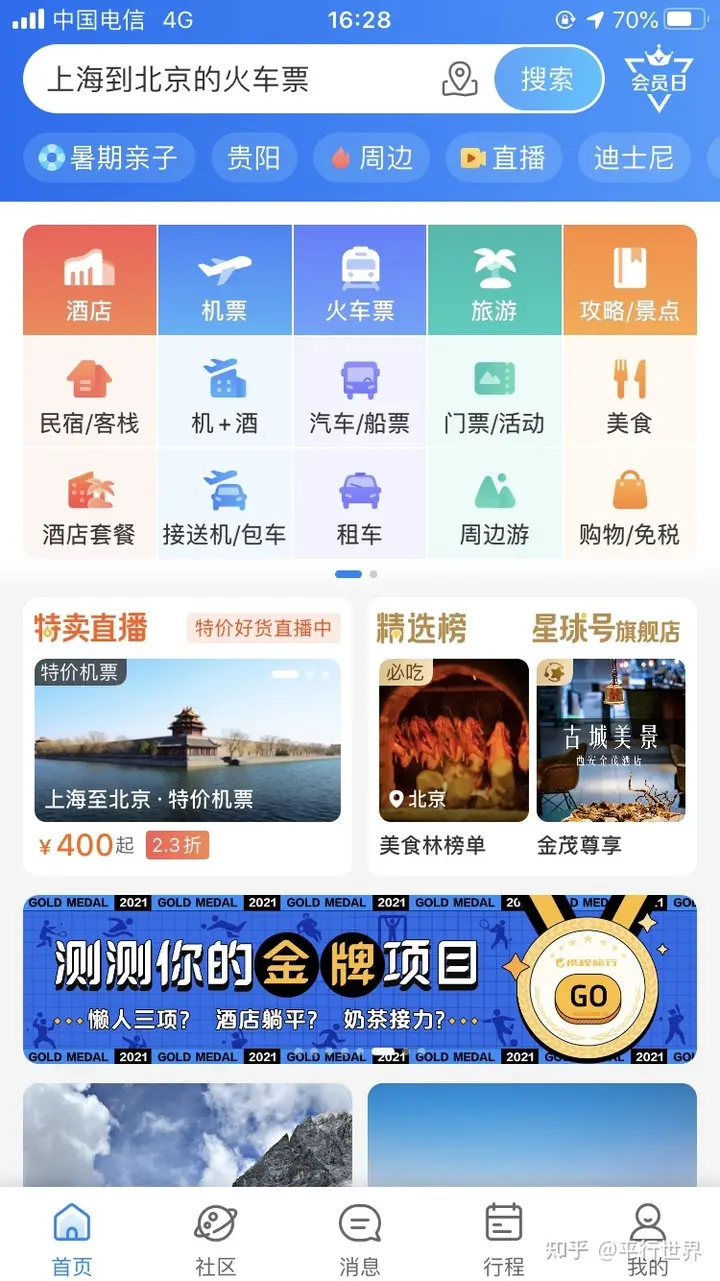 中国电信 4G 16:28 70%
上海到北京的火车票 搜索 会员日
暑期亲子 贵阳 周边 直播 迪士尼
酒店 机票 火车票 旅游 攻略/景点
民宿/客栈 机+酒 汽车/船票 门票/活动 美食
酒店套餐 接送机/包车 租车 周边游 购物/免税
特卖直播 特价好货直播中 精选榜 星球号旗舰店
特价机票 必吃
古城美景
西安金茂酒店
上海至北京·特价机票 北京
¥400起 2.3折 美食林榜单 金茂尊享
GOLD MEDAL 2021 GOLD MEDAL 2021 GOLD MEDAL 2021 GOLD MEDAL
测测你的金牌项目
携程旅行
GO
懒人三项? 酒店躺平? 奶茶接力?
GOLD MEDAL 2021 GOLD MEDAL 2021 GOLD MEDAL 2021 GOLD MEDAL 2021 GOLD MEDAL 2021
首页 社区 消息 行程 我的
知乎 @平行世界